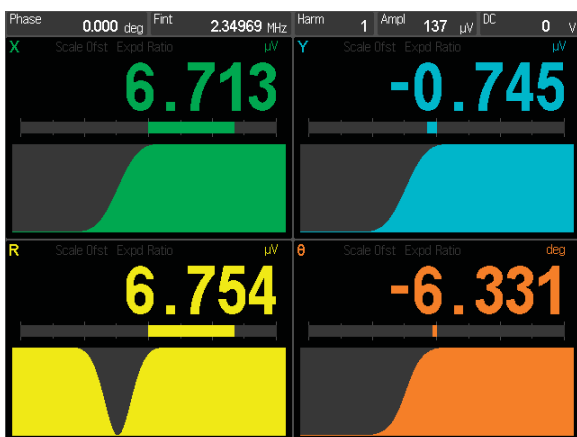 Phase 0.000 deg Fint 2.34969 MHz Harm 1 Ampl 137 µV DC 0 V
X Scale Ofst Expd Ratio µV
6.713
Y Scale Ofst Expd Ratio µV
-0.745
R Scale Ofst Expd Ratio µV
6.754
θ Scale Ofst Expd Ratio deg
-6.331